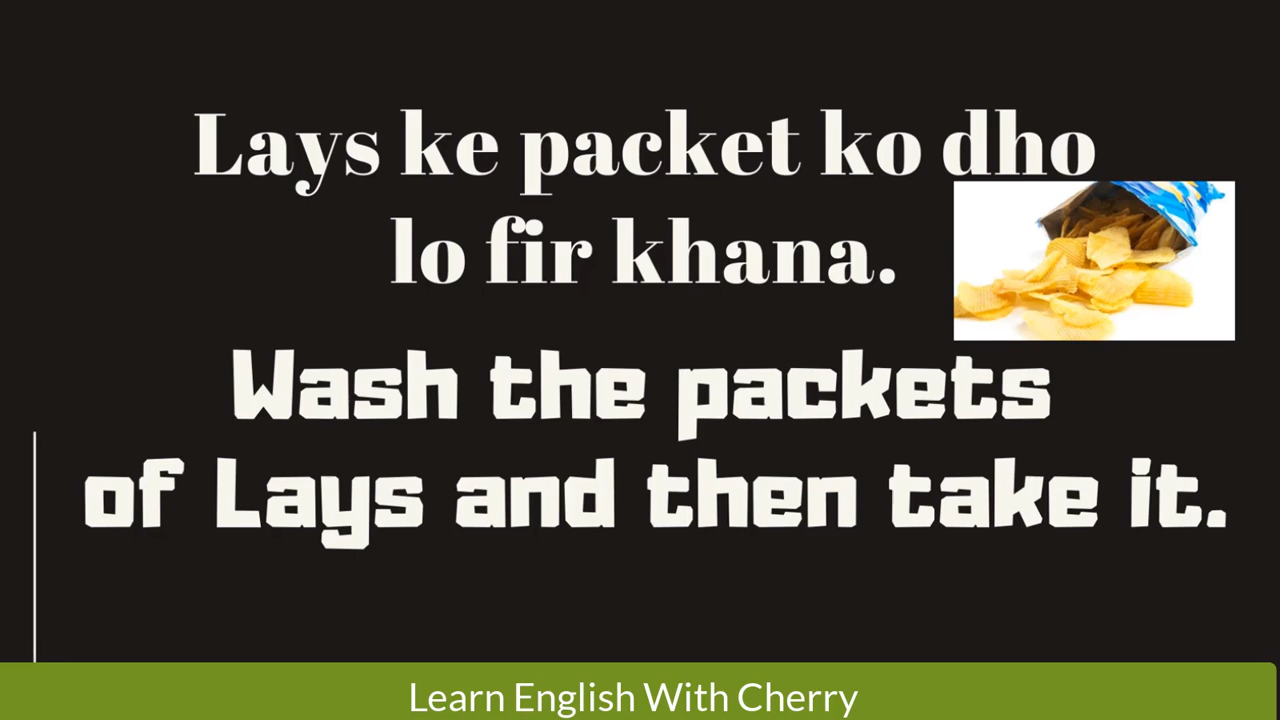 Lays ke packet ko dho
lo fir khana.
Wash the packets
of Lays and then take it.
Learn English With Cherry